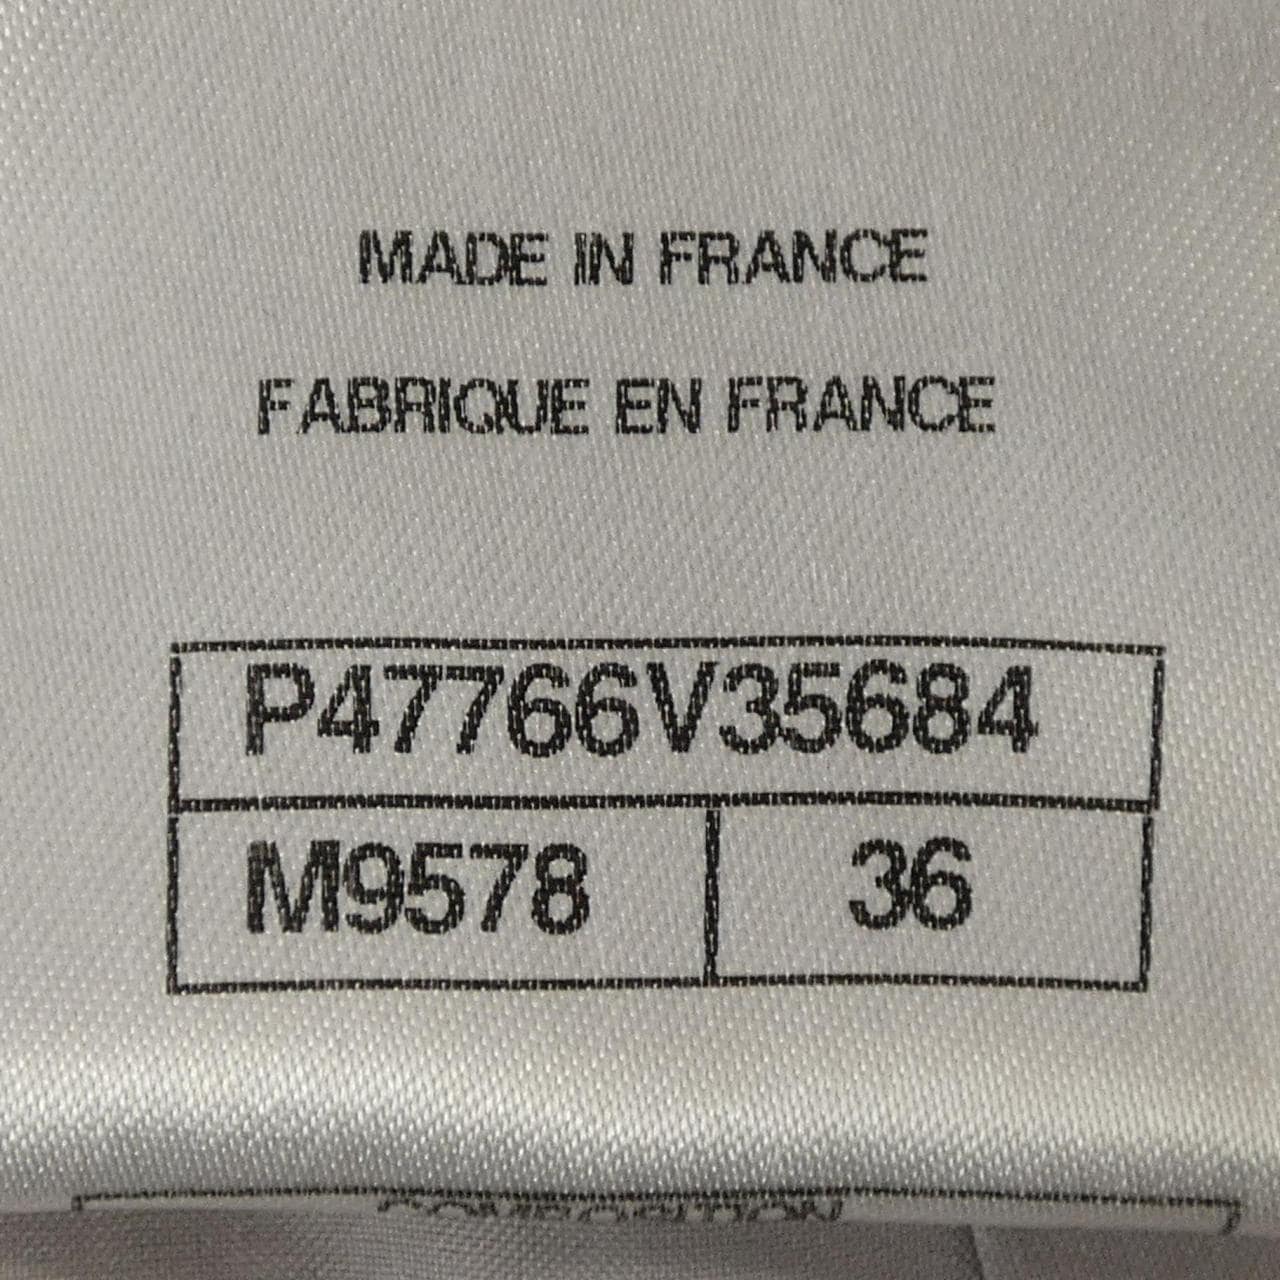 MADE IN FRANCE
FABRIQUE EN FRANCE
P47766V35684
M9578 36